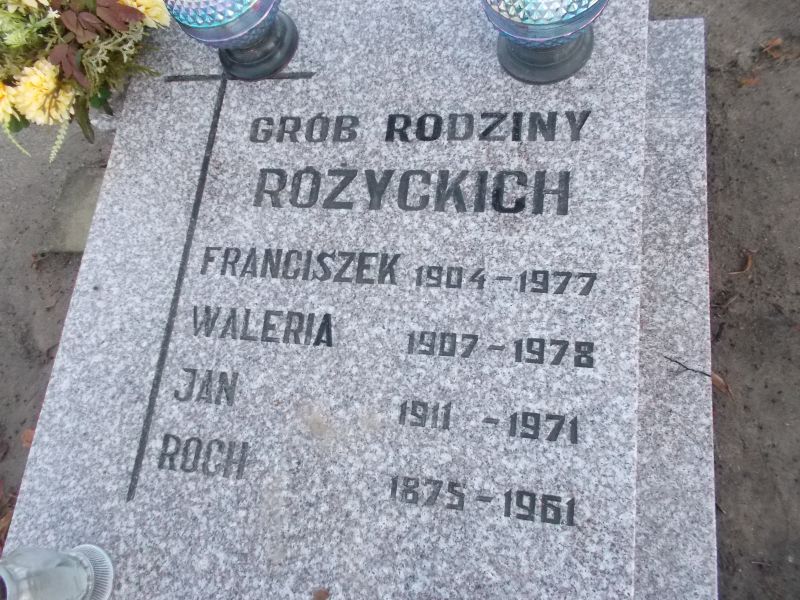 GRÓB RODZINY
RÓŻYCKICH
FRANCISZEK 1904-1977
WALERIA 1907-1978
JAN 1911 -1971
ROCH 1875-1961